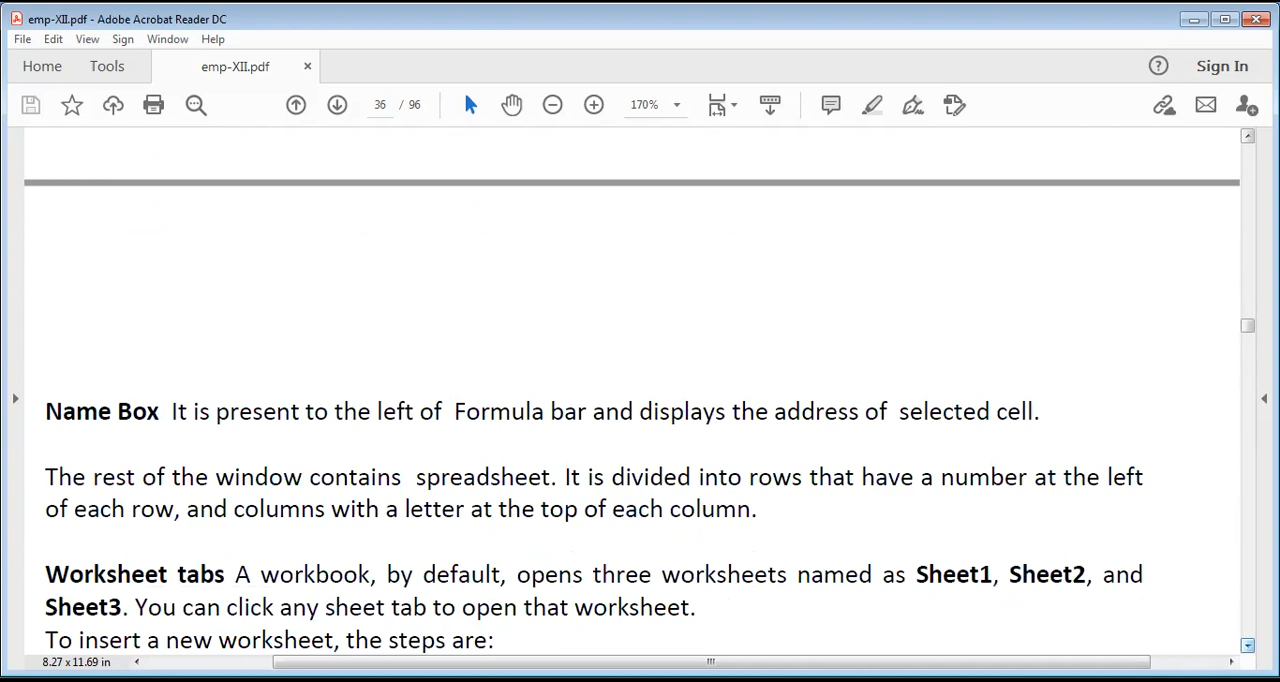 emp-XII.pdf - Adobe Acrobat Reader DC
File Edit View Sign Window Help
Home Tools emp-XII.pdf × Sign In
36 / 96 170%
Name Box It is present to the left of Formula bar and displays the address of selected cell.
The rest of the window contains spreadsheet. It is divided into rows that have a number at the left
of each row, and columns with a letter at the top of each column.
Worksheet tabs A workbook, by default, opens three worksheets named as Sheet1, Sheet2, and
Sheet3. You can click any sheet tab to open that worksheet.
To insert a new worksheet, the steps are:
8.27 x 11.69 in